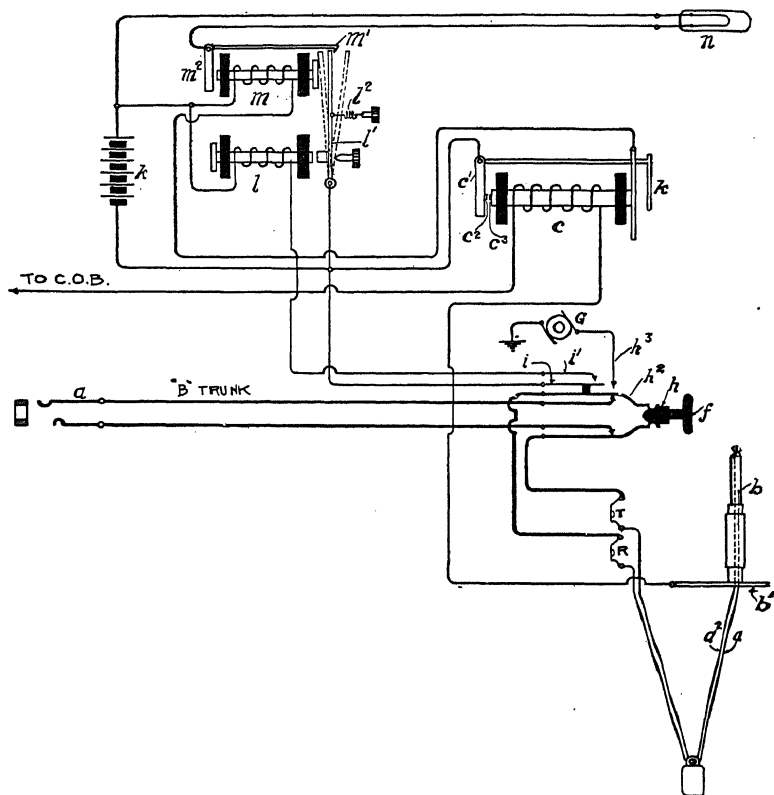 n
m'
m²
m
l²
l'
k
l
c'
k
c²
c³
c
TO C.O.B.
G
h³
i
i'
h²
a
"B" TRUNK
h
f
T
b
R
b'
d²
a